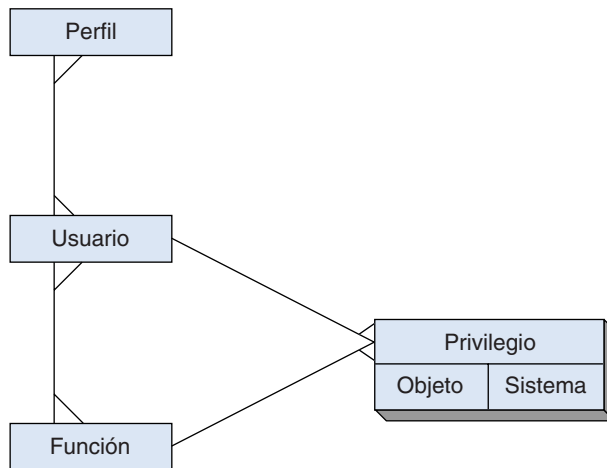 Perfil
Usuario
Privilegio
Objeto
Sistema
Función